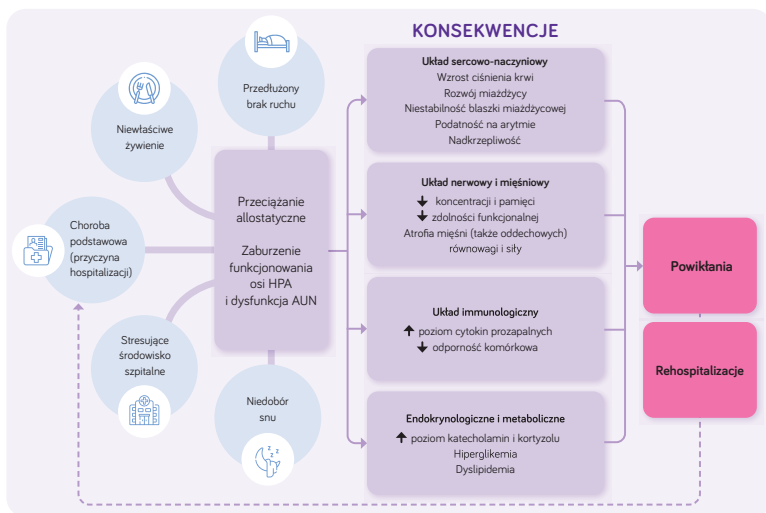 KONSEKWENCJE
Przedłużony
brak ruchu
Niewłaściwe
żywienie
Choroba
podstawowa
(przyczyna
hospitalizacji)
Stresujące
środowisko
szpitalne
Niedobór
snu
z z z
Przeciążanie
allostatyczne
Zaburzenie
funkcjonowania
osi HPA
i dysfunkcja AUN
Układ sercowo-naczyniowy
Wzrost ciśnienia krwi
Rozwój miażdżycy
Niestabilność blaszki miażdżycowej
Podatność na arytmie
Nadkrzepliwość
Układ nerwowy i mięśniowy
koncentracji i pamięci
zdolności funkcjonalnej
Atrofia mięśni (także oddechowych)
równowagi i siły
Układ immunologiczny
poziom cytokin prozapalnych
odporność komórkowa
Endokrynologiczne i metaboliczne
poziom katecholamin i kortyzolu
Hiperglikemia
Dyslipidemia
Powikłania
Rehospitalizacje